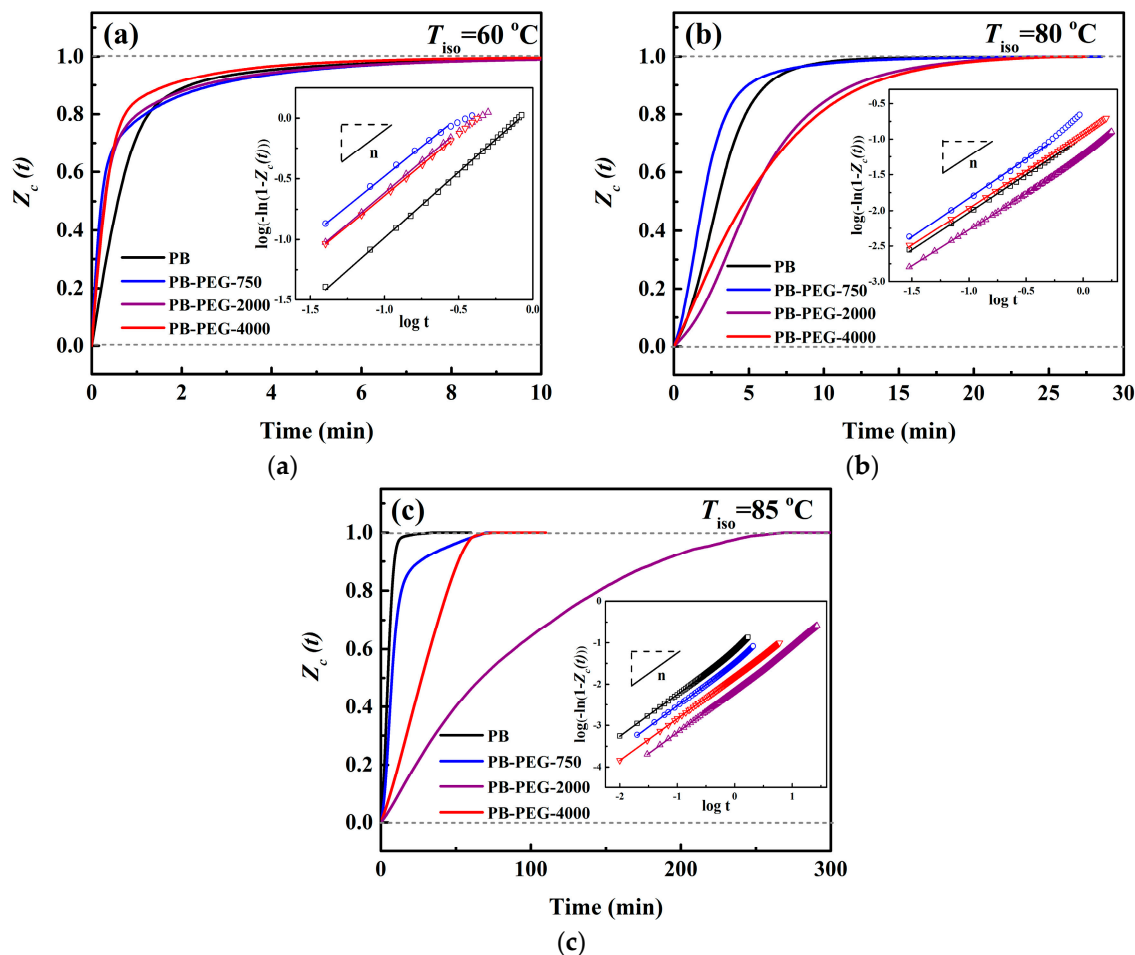 (a)
T_iso=60 °C
Z_c (t)
1.0
0.8
0.6
0.4
0.2
0.0
0 2 4 6 8 10
Time (min)
PB
PB-PEG-750
PB-PEG-2000
PB-PEG-4000
log(-ln(1-Z_c(t)))
0.0
-0.5
-1.0
-1.5
-1.5 -1.0 -0.5 0.0
log t
n
(a)
(b)
T_iso=80 °C
Z_c (t)
1.0
0.8
0.6
0.4
0.2
0.0
0 5 10 15 20 25 30
Time (min)
PB
PB-PEG-750
PB-PEG-2000
PB-PEG-4000
log(-ln(1-Z_c(t)))
-0.5
-1.0
-1.5
-2.0
-2.5
-3.0
-1.5 -1.0 -0.5 0.0
log t
n
(b)
(c)
T_iso=85 °C
Z_c (t)
1.0
0.8
0.6
0.4
0.2
0.0
0 100 200 300
Time (min)
PB
PB-PEG-750
PB-PEG-2000
PB-PEG-4000
log(-ln(1-Z_c(t)))
0
-1
-2
-3
-4
-2 -1 0 1
log t
n
(c)